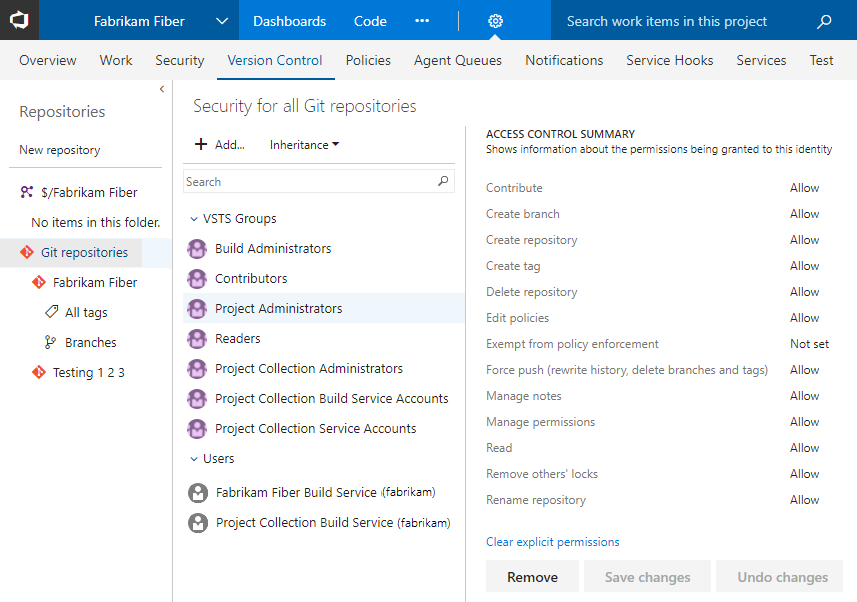 Fabrikam Fiber
Dashboards
Code
...
Search work items in this project
Overview
Work
Security
Version Control
Policies
Agent Queues
Notifications
Service Hooks
Services
Test
Repositories
New repository
$/Fabrikam Fiber
No items in this folder.
Git repositories
Fabrikam Fiber
All tags
Branches
Testing 1 2 3
Security for all Git repositories
Add...
Inheritance
Search
VSTS Groups
Build Administrators
Contributors
Project Administrators
Readers
Project Collection Administrators
Project Collection Build Service Accounts
Project Collection Service Accounts
Users
Fabrikam Fiber Build Service (fabrikam)
Project Collection Build Service (fabrikam)
ACCESS CONTROL SUMMARY
Shows information about the permissions being granted to this identity
Contribute Allow
Create branch Allow
Create repository Allow
Create tag Allow
Delete repository Allow
Edit policies Allow
Exempt from policy enforcement Not set
Force push (rewrite history, delete branches and tags) Allow
Manage notes Allow
Manage permissions Allow
Read Allow
Remove others' locks Allow
Rename repository Allow
Clear explicit permissions
Remove
Save changes
Undo changes